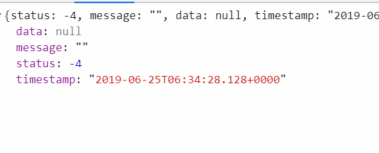 {status: -4, message: "", data: null, timestamp: "2019-06
data: null
message: ""
status: -4
timestamp: "2019-06-25T06:34:28.128+0000"